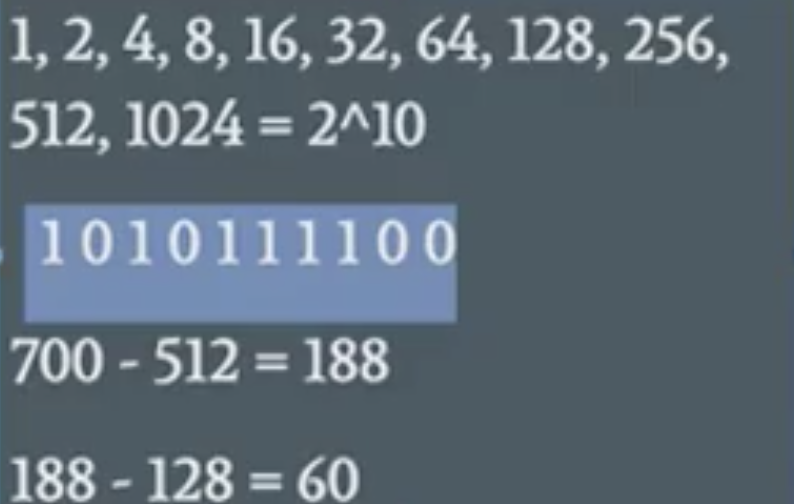 1, 2, 4, 8, 16, 32, 64, 128, 256,
512, 1024 = 2^10
1 0 1 0 1 1 1 1 0 0
700 - 512 = 188
188 - 128 = 60